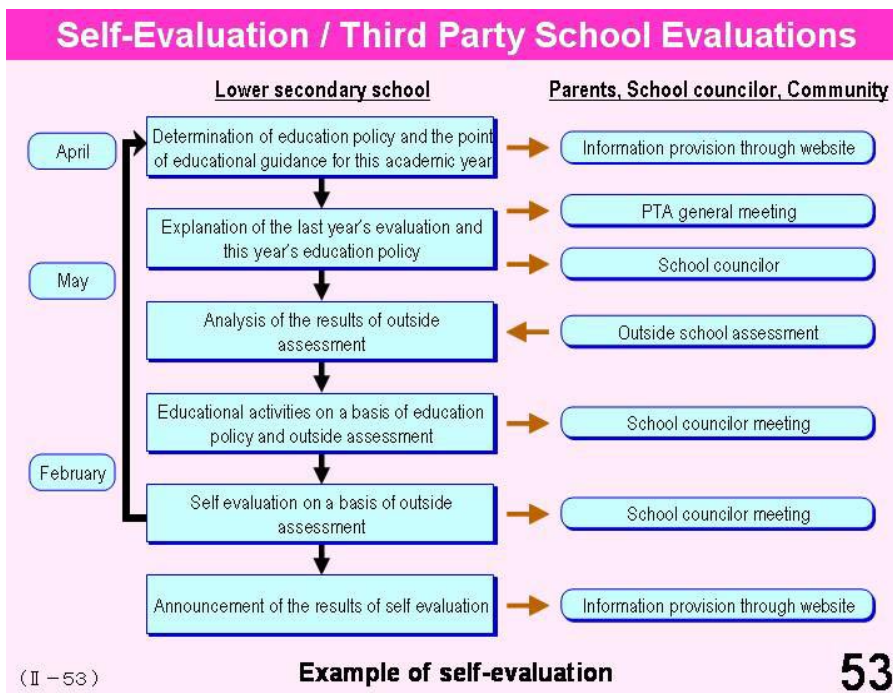 Self-Evaluation / Third Party School Evaluations
Lower secondary school
Parents, School councilor, Community
April
Determination of education policy and the point
of educational guidance for this academic year
Information provision through website
Explanation of the last year's evaluation and
this year's education policy
PTA general meeting
School councilor
May
Analysis of the results of outside
assessment
Outside school assessment
Educational activities on a basis of education
policy and outside assessment
School councilor meeting
February
Self evaluation on a basis of outside
assessment
School councilor meeting
Announcement of the results of self evaluation
Information provision through website
(Ⅱ-53)
Example of self-evaluation
53